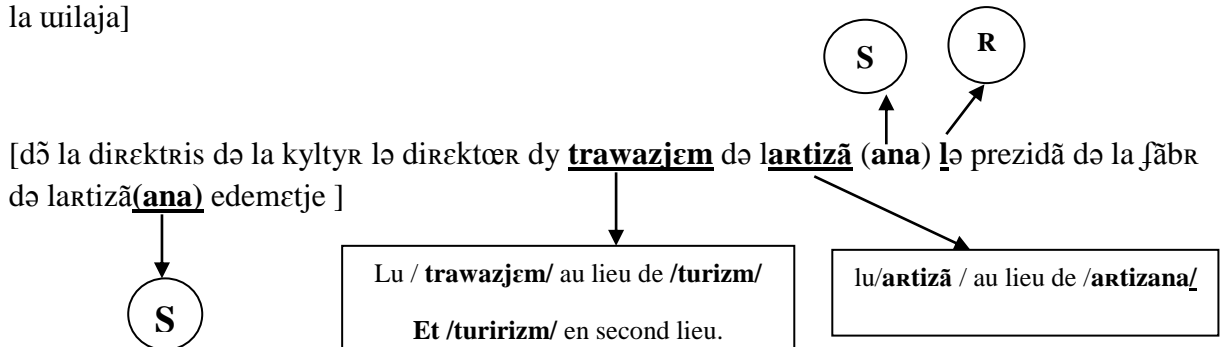 la ɯilaja]
S
R
[dɔ̃ la diʀɛktʀis də la kyltyʀ lə diʀɛktœʀ dy trawazjɛm də laʀtizã (ana) lə prezidã də la ʃãbʀ
də laʀtizã(ana) edemɛtje ]
S
Lu / trawazjɛm/ au lieu de /turizm/
Et /turirizm/ en second lieu.
lu/aʀtizã / au lieu de /aʀtizana/